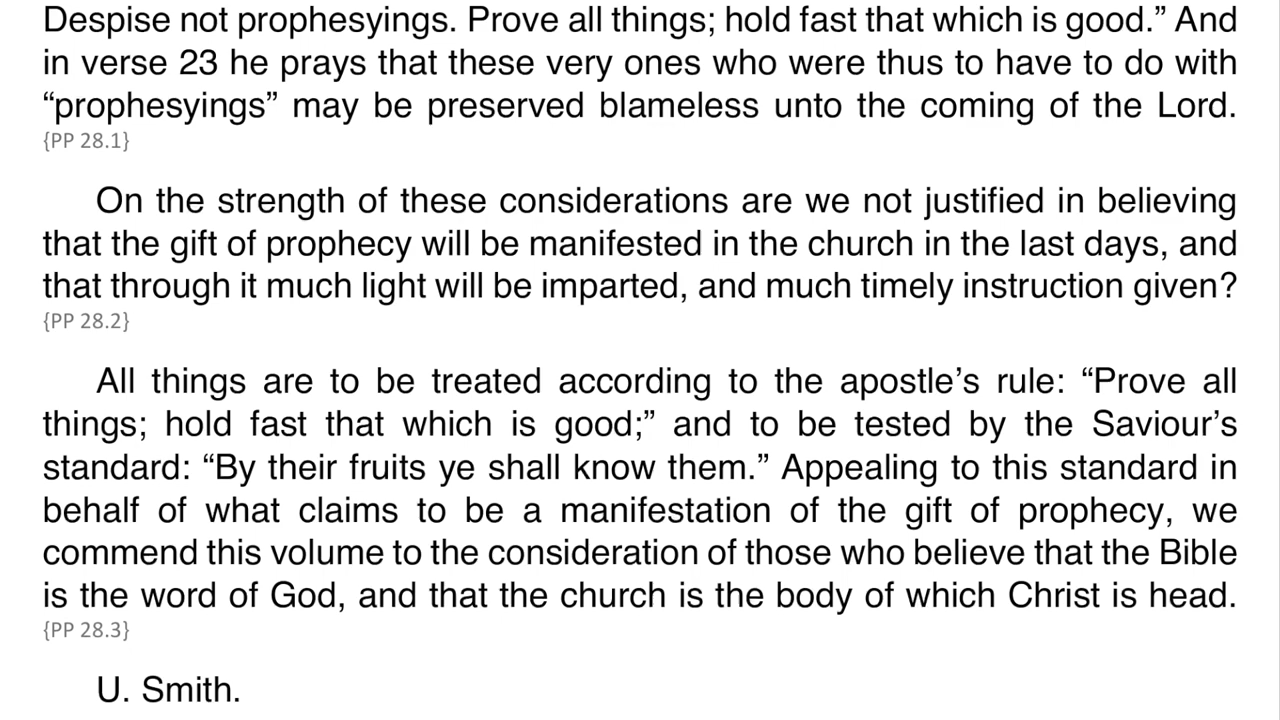 Despise not prophesyings. Prove all things; hold fast that which is good.” And
in verse 23 he prays that these very ones who were thus to have to do with
“prophesyings” may be preserved blameless unto the coming of the Lord.
{PP 28.1}
On the strength of these considerations are we not justified in believing
that the gift of prophecy will be manifested in the church in the last days, and
that through it much light will be imparted, and much timely instruction given?
{PP 28.2}
All things are to be treated according to the apostle’s rule: “Prove all
things; hold fast that which is good;” and to be tested by the Saviour’s
standard: “By their fruits ye shall know them.” Appealing to this standard in
behalf of what claims to be a manifestation of the gift of prophecy, we
commend this volume to the consideration of those who believe that the Bible
is the word of God, and that the church is the body of which Christ is head.
{PP 28.3}
U. Smith.